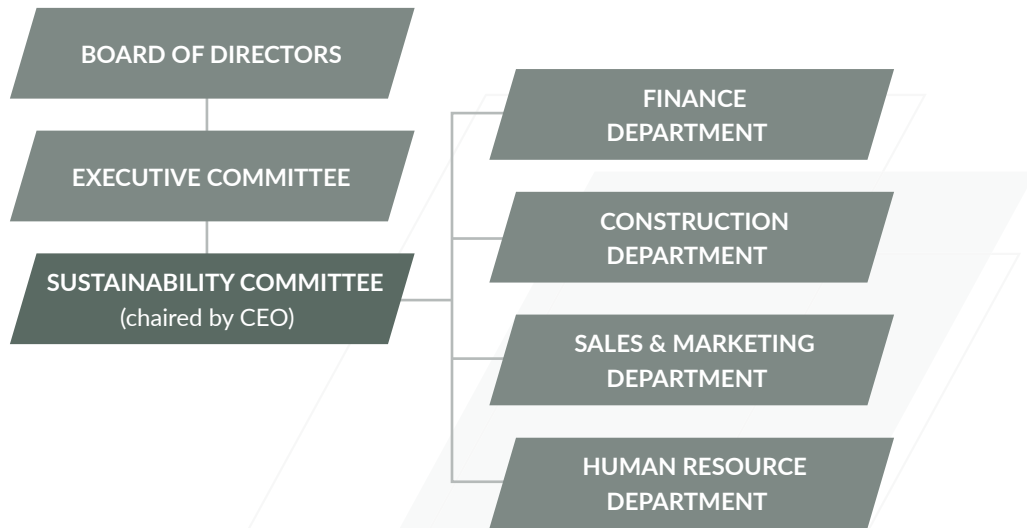 BOARD OF DIRECTORS
EXECUTIVE COMMITTEE
SUSTAINABILITY COMMITTEE
(chaired by CEO)
FINANCE
DEPARTMENT
CONSTRUCTION
DEPARTMENT
SALES & MARKETING
DEPARTMENT
HUMAN RESOURCE
DEPARTMENT